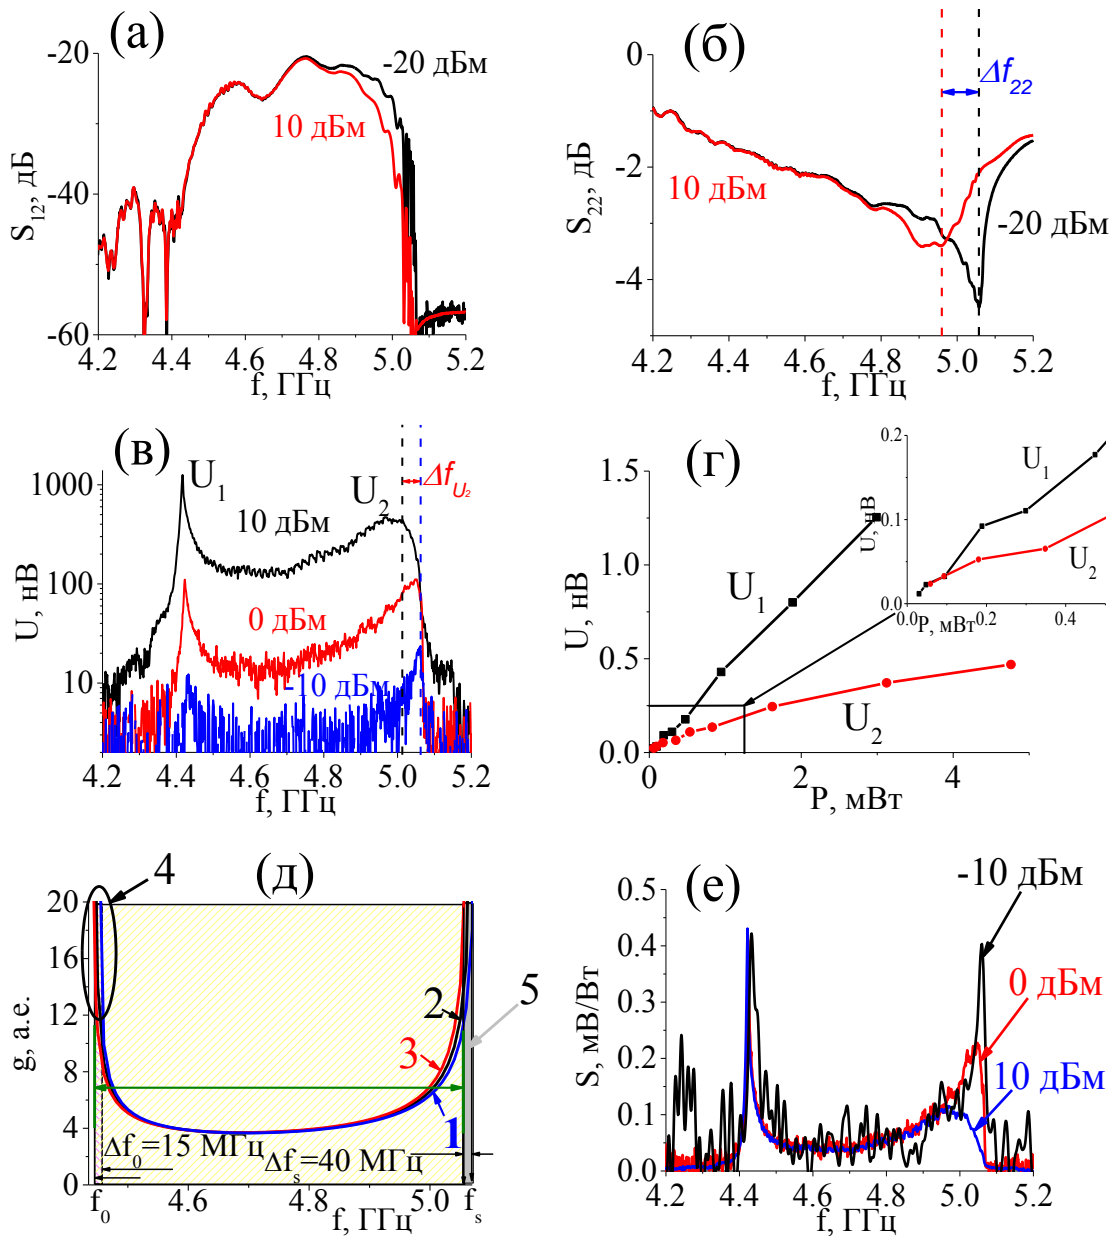 (а)
-20
-40
-60
S12, дБ
-20 дБм
10 дБм
4.2 4.4 4.6 4.8 5.0 5.2
f, ГГц
(б)
0
-2
-4
S22, дБ
Δf22
10 дБм
-20 дБм
4.2 4.4 4.6 4.8 5.0 5.2
f, ГГц
(в)
1000
100
10
U, нВ
U1
U2
ΔfU2
10 дБм
0 дБм
-10 дБм
4.2 4.4 4.6 4.8 5.0 5.2
f, ГГц
(г)
1.5
1.0
0.5
0.0
U, нВ
U1
U2
0 2 4
P, мВт
0.2
0.1
0.0
U, нВ
U1
U2
0.0 0.2 0.4
P, мВт
(д)
20
16
12
8
4
0
g, а.е.
4
2
5
3
1
Δf0=15 МГц
Δfs=40 МГц
f0 4.6 4.8 5.0 fs
f, ГГц
(е)
0.5
0.4
0.3
0.2
0.1
0.0
S, мВ/Вт
-10 дБм
0 дБм
10 дБм
4.2 4.4 4.6 4.8 5.0 5.2
f, ГГц